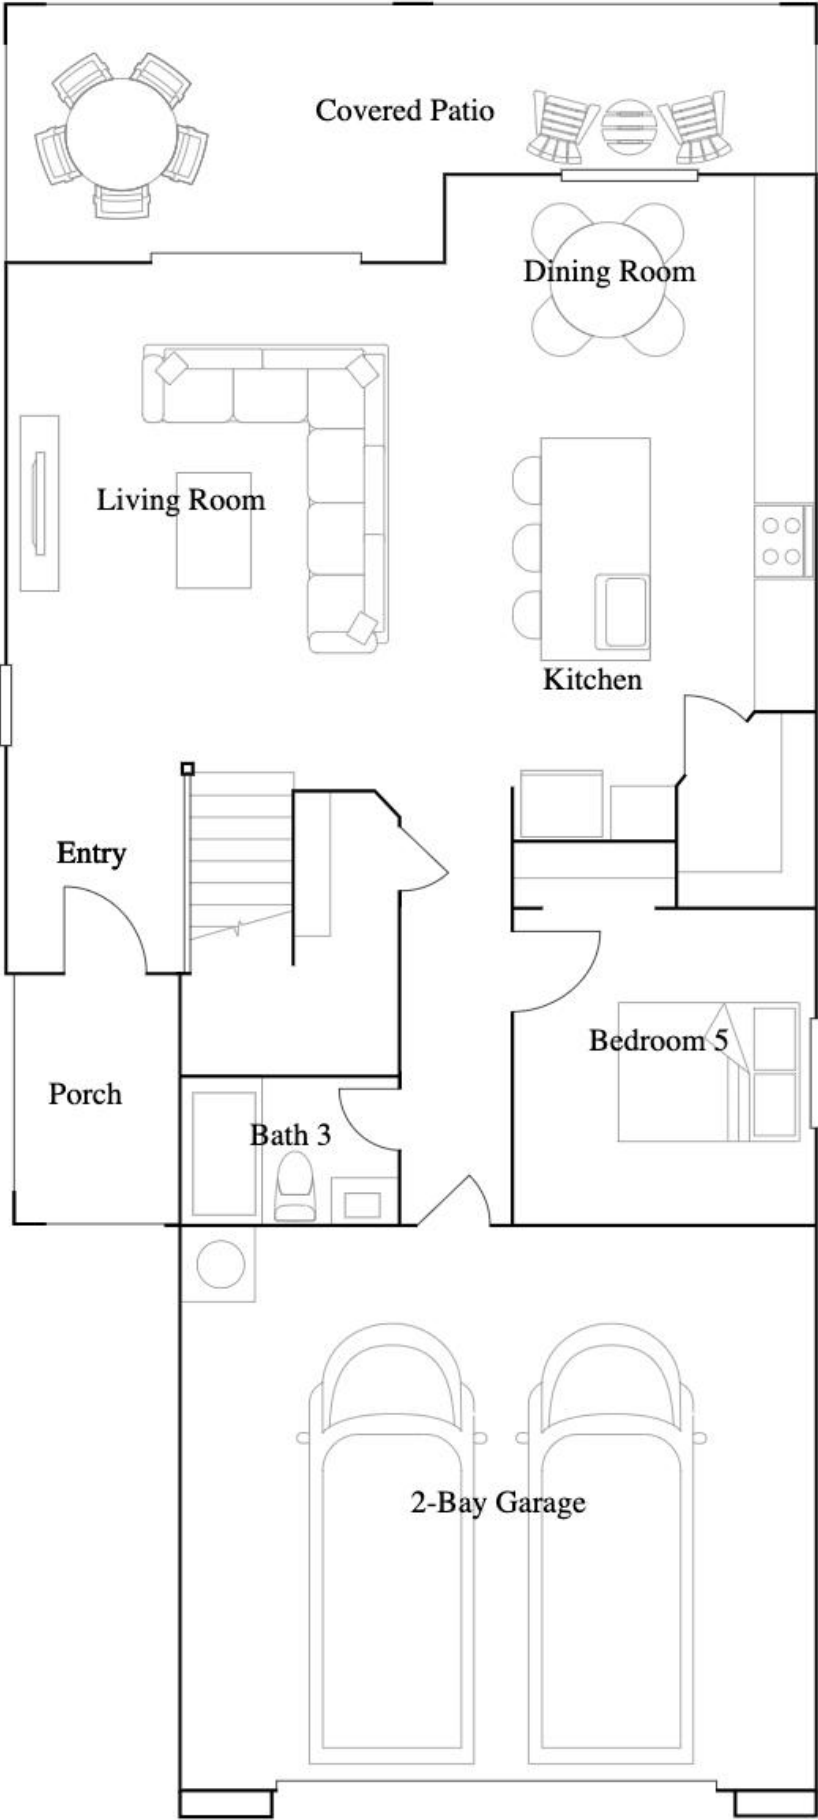 Covered Patio
Dining Room
Living Room
Kitchen
Entry
Bedroom 5
Porch
Bath 3
2-Bay Garage